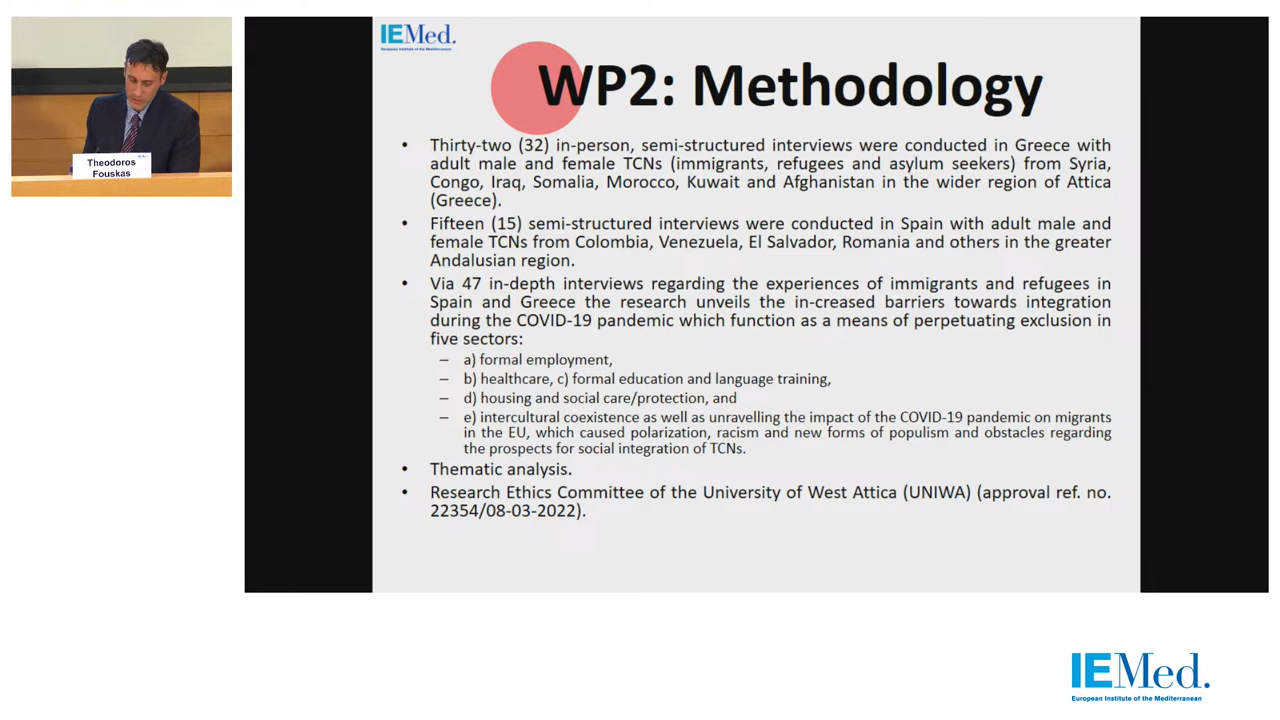 IEMed.
European Institute of the Mediterranean
WP2: Methodology
Theodoros
Fouskas
• Thirty-two (32) in-person, semi-structured interviews were conducted in Greece with
adult male and female TCNs (immigrants, refugees and asylum seekers) from Syria,
Congo, Iraq, Somalia, Morocco, Kuwait and Afghanistan in the wider region of Attica
(Greece).
• Fifteen (15) semi-structured interviews were conducted in Spain with adult male and
female TCNs from Colombia, Venezuela, El Salvador, Romania and others in the greater
Andalusian region.
• Via 47 in-depth interviews regarding the experiences of immigrants and refugees in
Spain and Greece the research unveils the in-creased barriers towards integration
during the COVID-19 pandemic which function as a means of perpetuating exclusion in
five sectors:
– a) formal employment,
– b) healthcare, c) formal education and language training,
– d) housing and social care/protection, and
– e) intercultural coexistence as well as unravelling the impact of the COVID-19 pandemic on migrants
in the EU, which caused polarization, racism and new forms of populism and obstacles regarding
the prospects for social integration of TCNs.
• Thematic analysis.
• Research Ethics Committee of the University of West Attica (UNIWA) (approval ref. no.
22354/08-03-2022).
IEMed.
European Institute of the Mediterranean